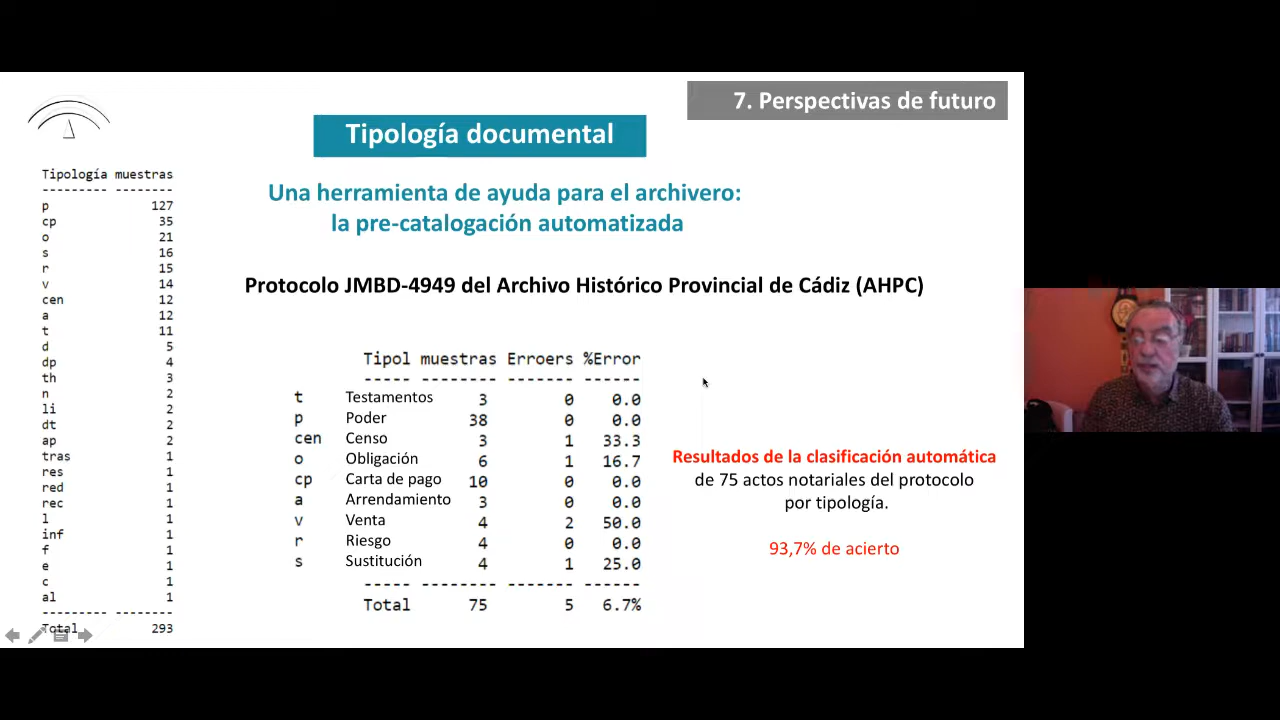 7. Perspectivas de futuro
Tipología documental
Una herramienta de ayuda para el archivero:
la pre-catalogación automatizada
Protocolo JMBD-4949 del Archivo Histórico Provincial de Cádiz (AHPC)
Tipología muestras
--------- --------
p 127
cp 35
o 21
s 16
r 15
v 14
cen 12
a 12
t 11
d 5
dp 4
th 3
n 2
li 2
dt 2
ap 2
tras 1
res 1
red 1
rec 1
l 1
inf 1
f 1
e 1
c 1
al 1
--------- --------
Total 293
Tipol muestras Erroers %Error
----- -------- ------- ------
t Testamentos 3 0 0.0
p Poder 38 0 0.0
cen Censo 3 1 33.3
o Obligación 6 1 16.7
cp Carta de pago 10 0 0.0
a Arrendamiento 3 0 0.0
v Venta 4 2 50.0
r Riesgo 4 0 0.0
s Sustitución 4 1 25.0
----- -------- ------- ------
Total 75 5 6.7%
Resultados de la clasificación automática
de 75 actos notariales del protocolo
por tipología.
93,7% de acierto